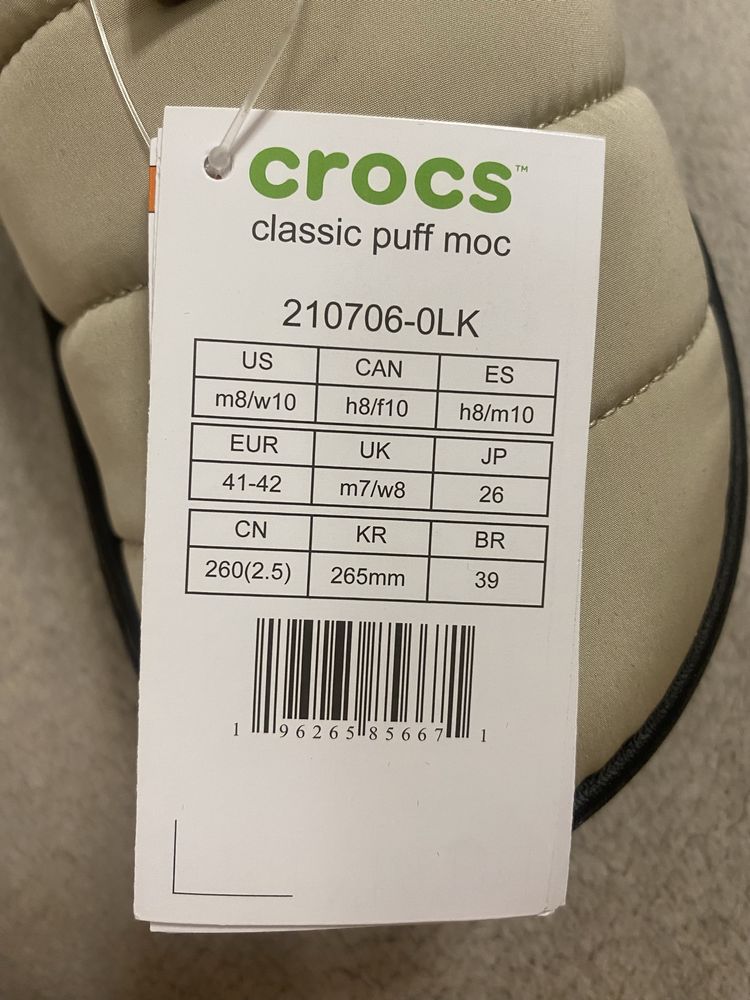 crocs™
classic puff moc
210706-0LK
US CAN ES
m8/w10 h8/f10 h8/m10
EUR UK JP
41-42 m7/w8 26
CN KR BR
260(2.5) 265mm 39
1 96265 85667 1